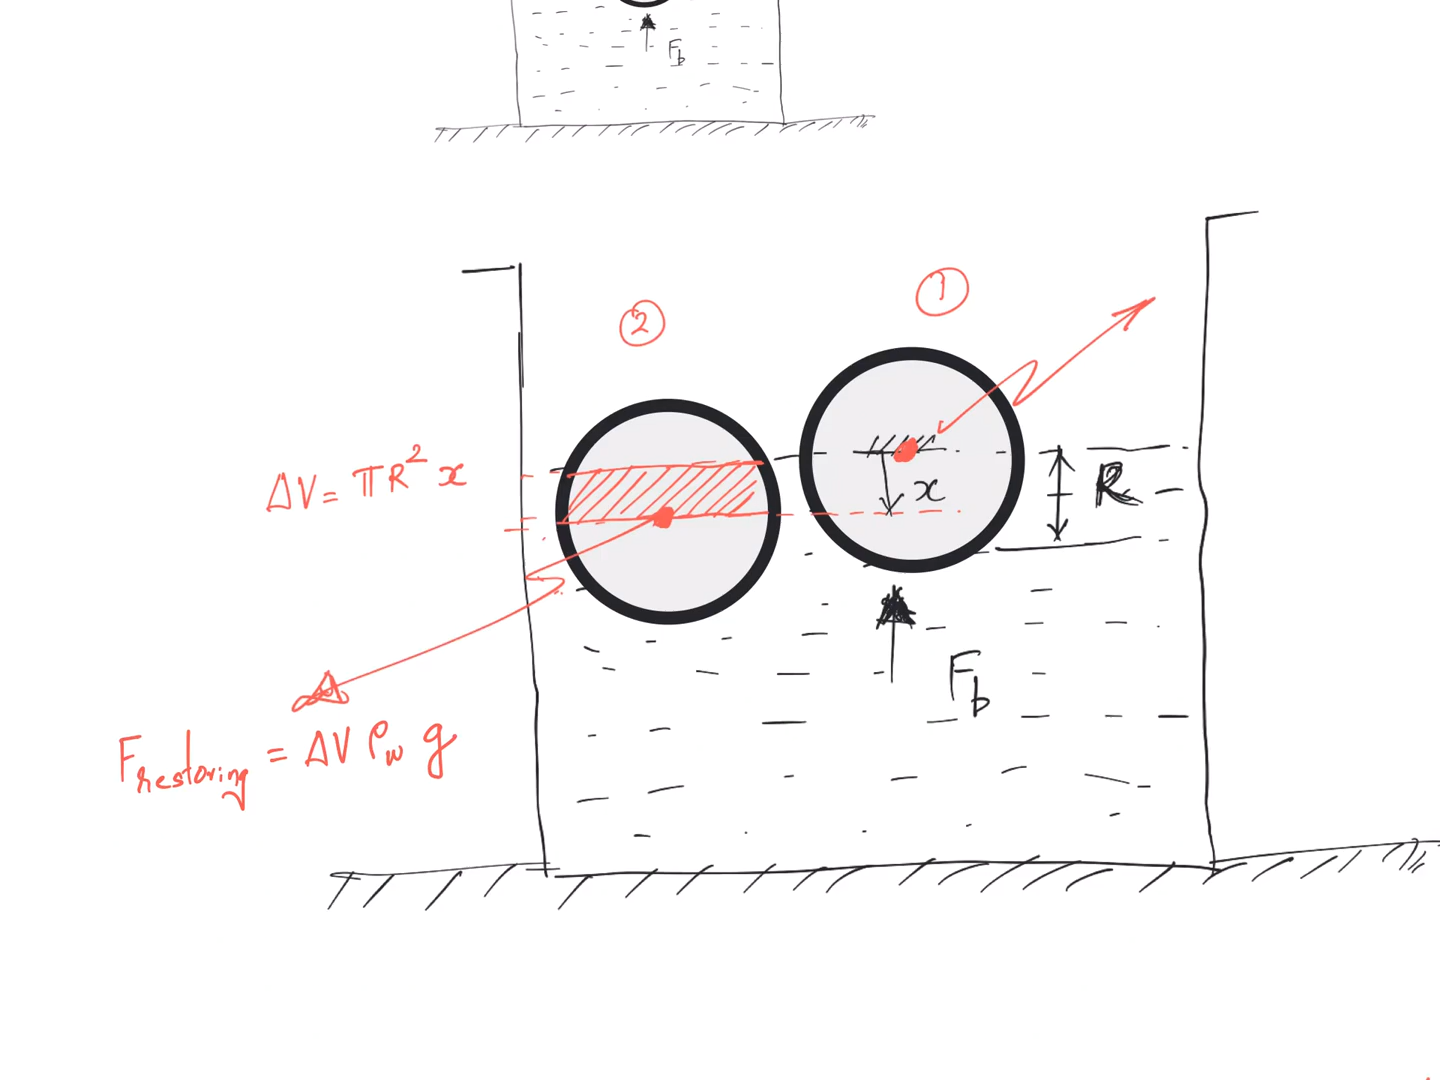 F_b
①
②
ΔV = πR² x
x
R
F_b
F_restoring = ΔV ρ_w g